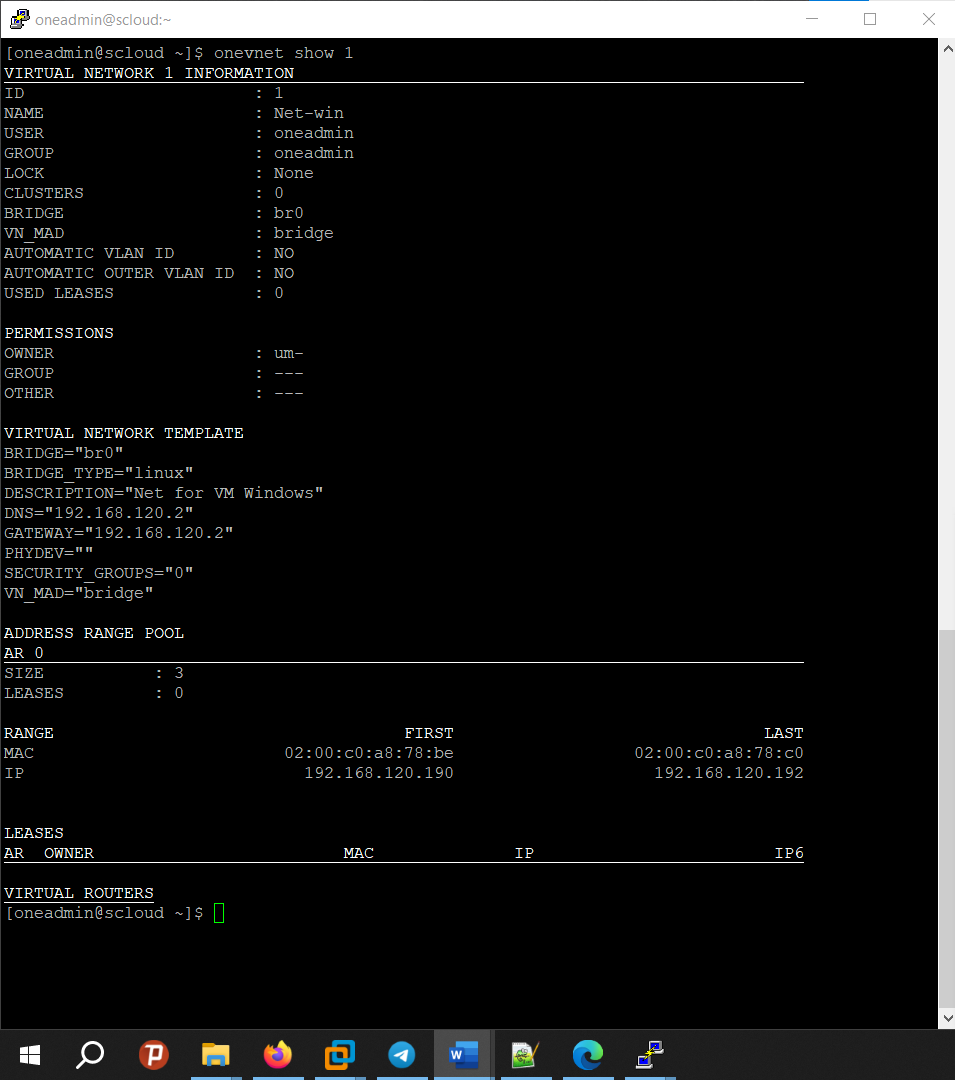 oneadmin@scloud:~
[oneadmin@scloud ~]$ onevnet show 1
VIRTUAL NETWORK 1 INFORMATION
ID : 1
NAME : Net-win
USER : oneadmin
GROUP : oneadmin
LOCK : None
CLUSTERS : 0
BRIDGE : br0
VN_MAD : bridge
AUTOMATIC VLAN ID : NO
AUTOMATIC OUTER VLAN ID : NO
USED LEASES : 0
PERMISSIONS
OWNER : um-
GROUP : ---
OTHER : ---
VIRTUAL NETWORK TEMPLATE
BRIDGE="br0"
BRIDGE_TYPE="linux"
DESCRIPTION="Net for VM Windows"
DNS="192.168.120.2"
GATEWAY="192.168.120.2"
PHYDEV=""
SECURITY_GROUPS="0"
VN_MAD="bridge"
ADDRESS RANGE POOL
AR 0
SIZE : 3
LEASES : 0
RANGE FIRST LAST
MAC 02:00:c0:a8:78:be 02:00:c0:a8:78:c0
IP 192.168.120.190 192.168.120.192
LEASES
AR OWNER MAC IP IP6
VIRTUAL ROUTERS
[oneadmin@scloud ~]$